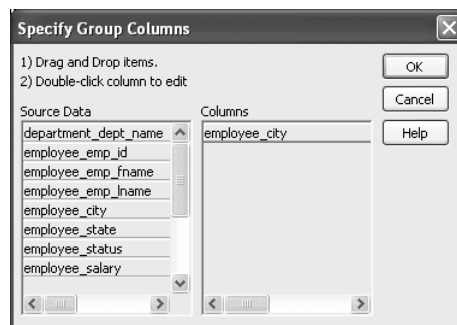 Specify Group Columns
1) Drag and Drop items.
2) Double-click column to edit
OK
Cancel
Help
Source Data
department_dept_name
employee_emp_id
employee_emp_fname
employee_emp_lname
employee_city
employee_state
employee_status
employee_salary
Columns
employee_city